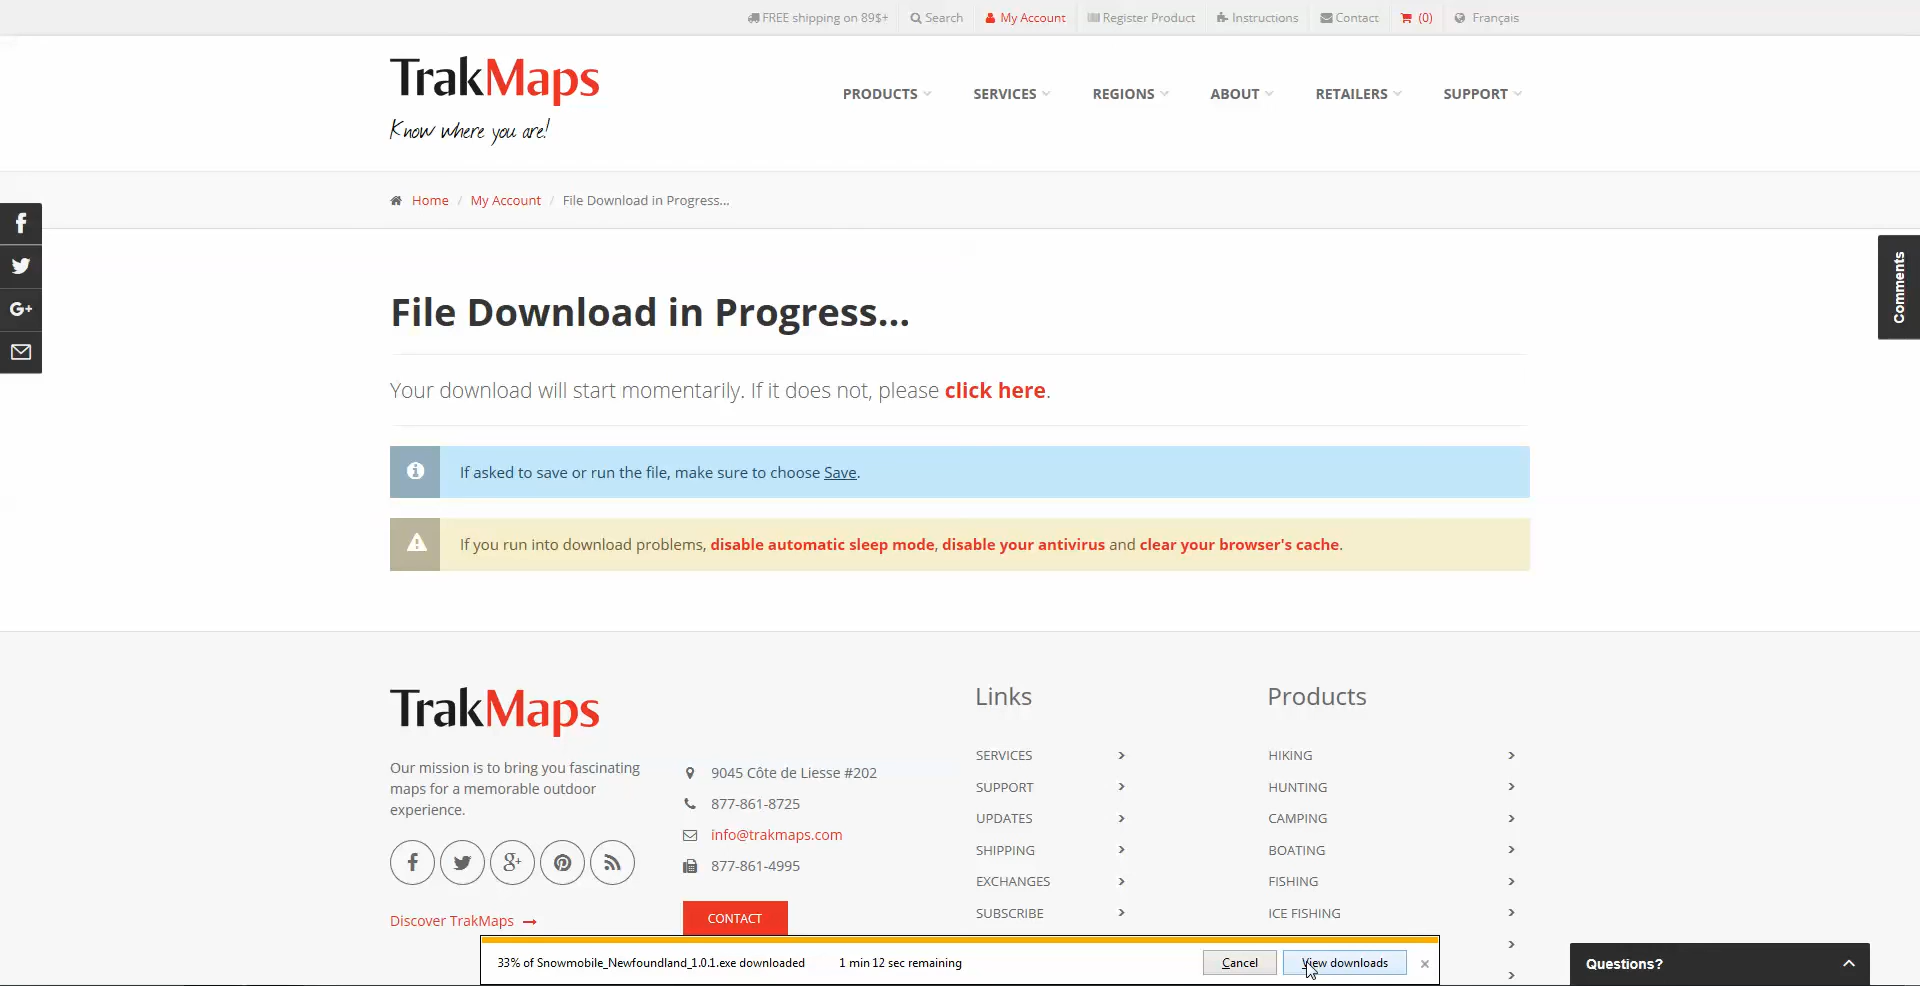 FREE shipping on 89$+
Search
My Account
Register Product
Instructions
Contact
(0)
Français
TrakMaps
Know where you are!
PRODUCTS
SERVICES
REGIONS
ABOUT
RETAILERS
SUPPORT
Home / My Account / File Download in Progress...
Comments
File Download in Progress...
Your download will start momentarily. If it does not, please click here.
If asked to save or run the file, make sure to choose Save.
If you run into download problems, disable automatic sleep mode, disable your antivirus and clear your browser's cache.
TrakMaps
Our mission is to bring you fascinating
maps for a memorable outdoor
experience.
Discover TrakMaps
9045 Côte de Liesse #202
877-861-8725
info@trakmaps.com
877-861-4995
CONTACT
Links
SERVICES
SUPPORT
UPDATES
SHIPPING
EXCHANGES
SUBSCRIBE
Products
HIKING
HUNTING
CAMPING
BOATING
FISHING
ICE FISHING
33% of Snowmobile_Newfoundland_1.0.1.exe downloaded
1 min 12 sec remaining
Cancel
View downloads
Questions?